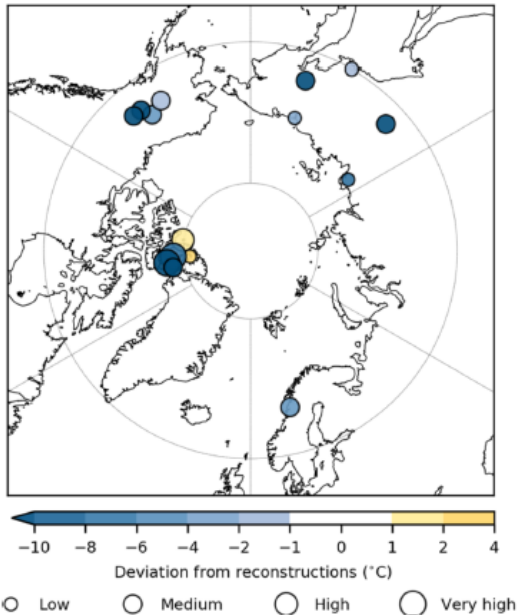 −10 −8 −6 −4 −2 −1 0 1 2 4
Deviation from reconstructions (°C)
Low Medium High Very high